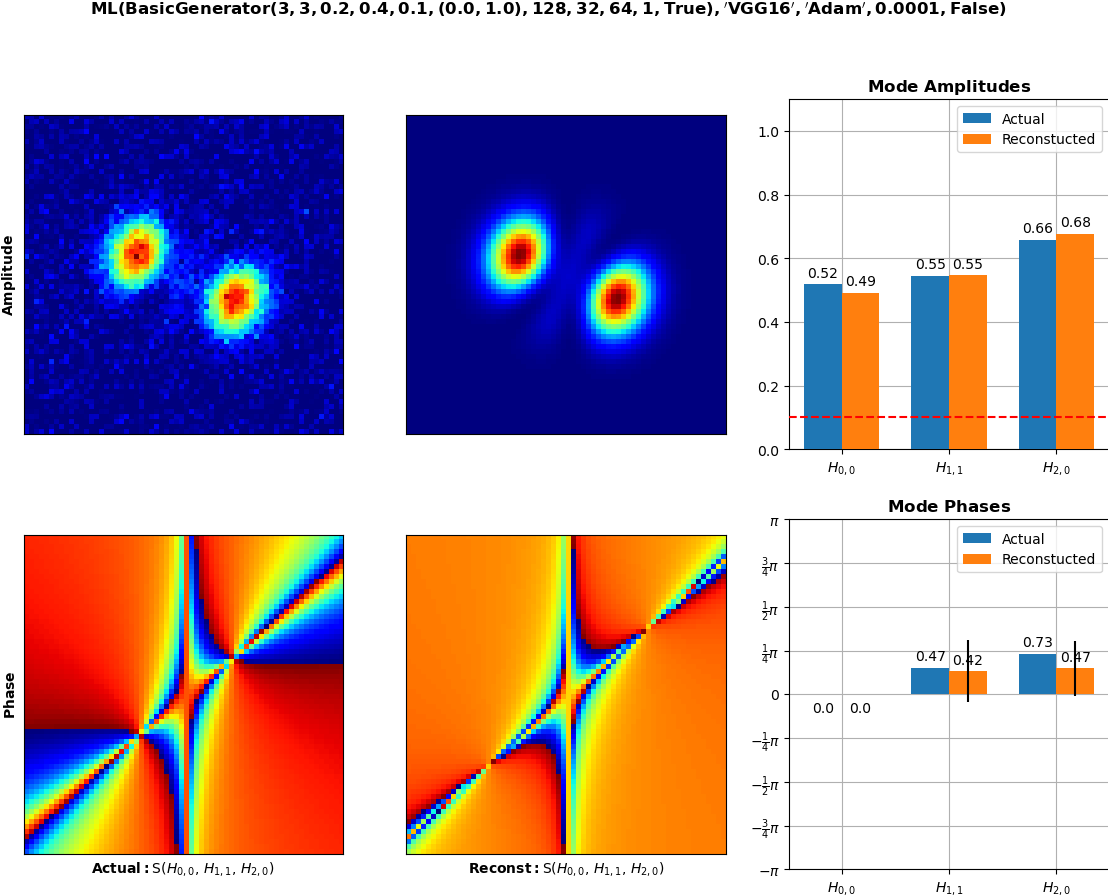 ML(BasicGenerator(3, 3, 0.2, 0.4, 0.1, (0.0, 1.0), 128, 32, 64, 1, True), ′VGG16′, ′Adam′, 0.0001, False)
Amplitude
Mode Amplitudes
Actual
Reconstucted
1.0
0.8
0.6
0.4
0.2
0.0
0.52
0.49
0.55
0.55
0.66
0.68
H₀,₀
H₁,₁
H₂,₀
Phase
Actual: S(H₀,₀, H₁,₁, H₂,₀)
Reconst: S(H₀,₀, H₁,₁, H₂,₀)
Mode Phases
Actual
Reconstucted
π
3/4π
1/2π
1/4π
0
−1/4π
−1/2π
−3/4π
−π
0.0
0.0
0.47
0.42
0.73
0.47
H₀,₀
H₁,₁
H₂,₀